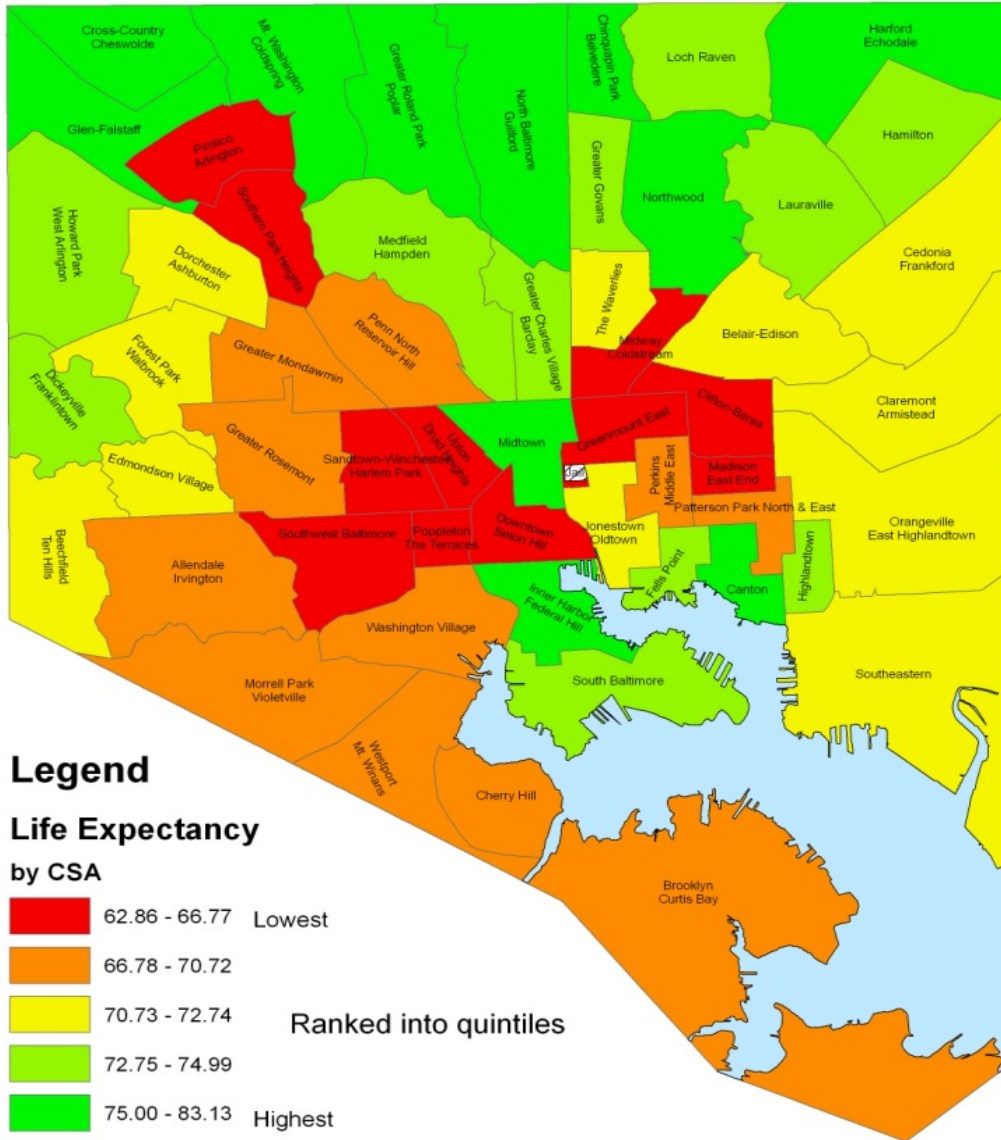 Cross-Country
Cheswolde
Mt. Washington
Coldspring
Greater Roland Park
Poplar
North Baltimore
Guilford
Chinquapin Park
Belvedere
Loch Raven
Harford
Echodale
Glen-Falstaff
Pimlico
Arlington
Hamilton
Greater Govans
Northwood
Lauraville
Howard Park
West Arlington
Southern Park Heights
Medfield
Hampden
Dorchester
Ashburton
Cedonia
Frankford
Greater Charles Village
Barclay
The Waverlies
Belair-Edison
Penn North
Reservoir Hill
Midway
Coldstream
Forest Park
Walbrook
Greater Mondawmin
Dickeyville
Franklintown
Claremont
Armistead
Clifton-Berea
Greenmount East
Midtown
Upton
Druid Heights
Greater Rosemont
Sandtown-Winchester
Harlem Park
Edmondson Village
Jail
Perkins
Middle East
Madison
East End
Patterson Park North & East
Orangeville
East Highlandtown
Beechfield
Ten Hills
Allendale
Irvington
Southwest Baltimore
Poppleton
The Terraces
Downtown
Seton Hill
Jonestown
Oldtown
Fells Point
Canton
Highlandtown
Inner Harbor
Federal Hill
Washington Village
South Baltimore
Southeastern
Morrell Park
Violetville
Westport
Mt. Winans
Cherry Hill
Brooklyn
Curtis Bay
Legend
Life Expectancy
by CSA
62.86 - 66.77 Lowest
66.78 - 70.72
70.73 - 72.74
Ranked into quintiles
72.75 - 74.99
75.00 - 83.13 Highest